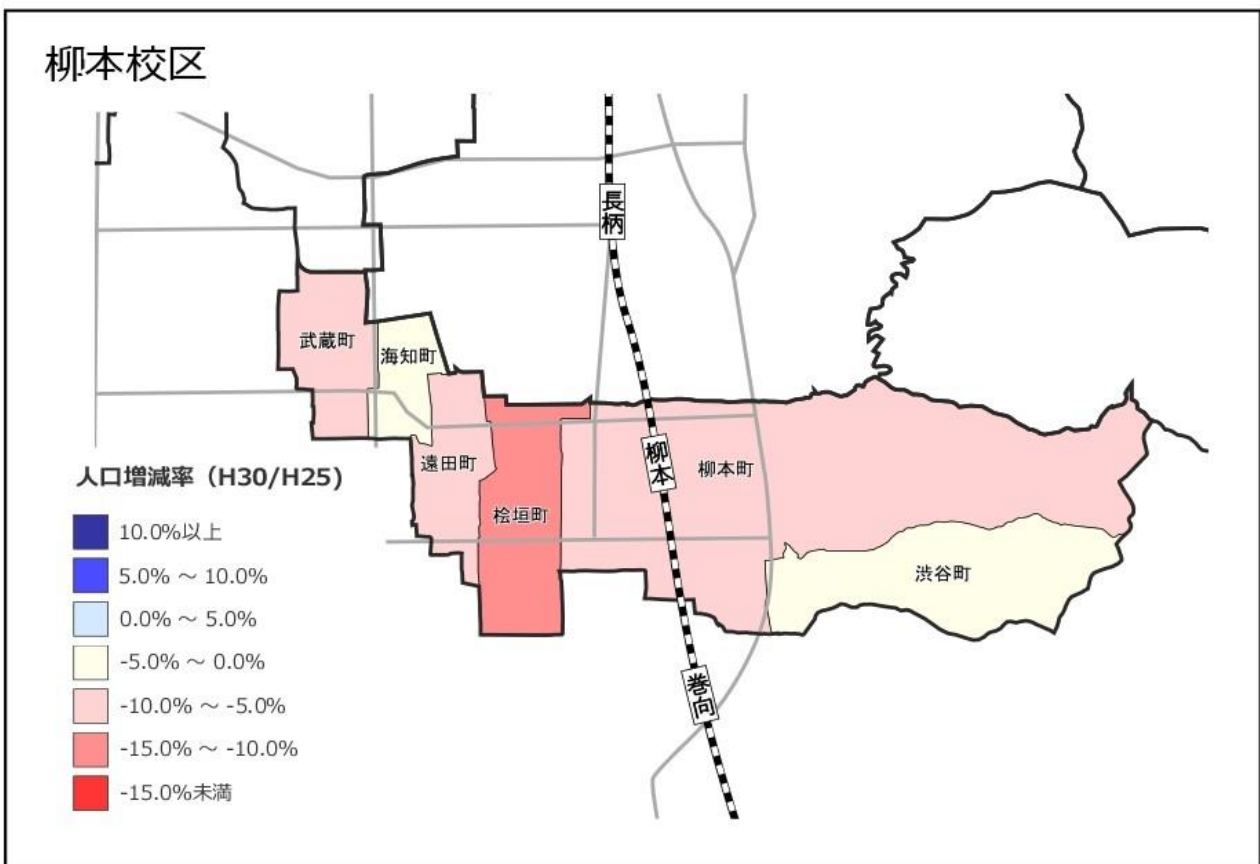 柳本校区
長柄
武蔵町
海知町
遠田町
柳本
柳本町
桧垣町
渋谷町
巻向
人口増減率（H30/H25）
10.0%以上
5.0% ～ 10.0%
0.0% ～ 5.0%
-5.0% ～ 0.0%
-10.0% ～ -5.0%
-15.0% ～ -10.0%
-15.0%未満